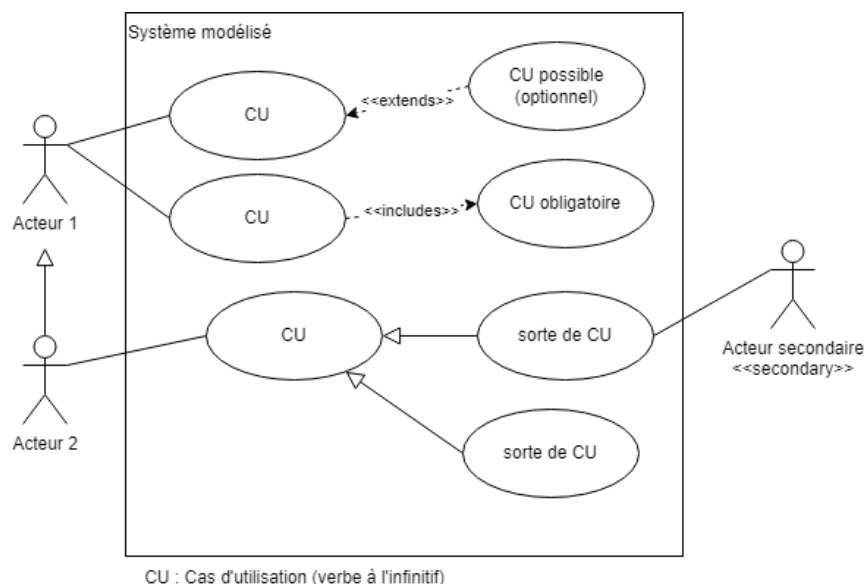 Système modélisé
CU possible
(optionnel)
<<extends>>
CU
Acteur 1
CU
<<includes>>
CU obligatoire
CU
sorte de CU
Acteur secondaire
<<secondary>>
Acteur 2
sorte de CU
CU : Cas d'utilisation (verbe à l'infinitif)